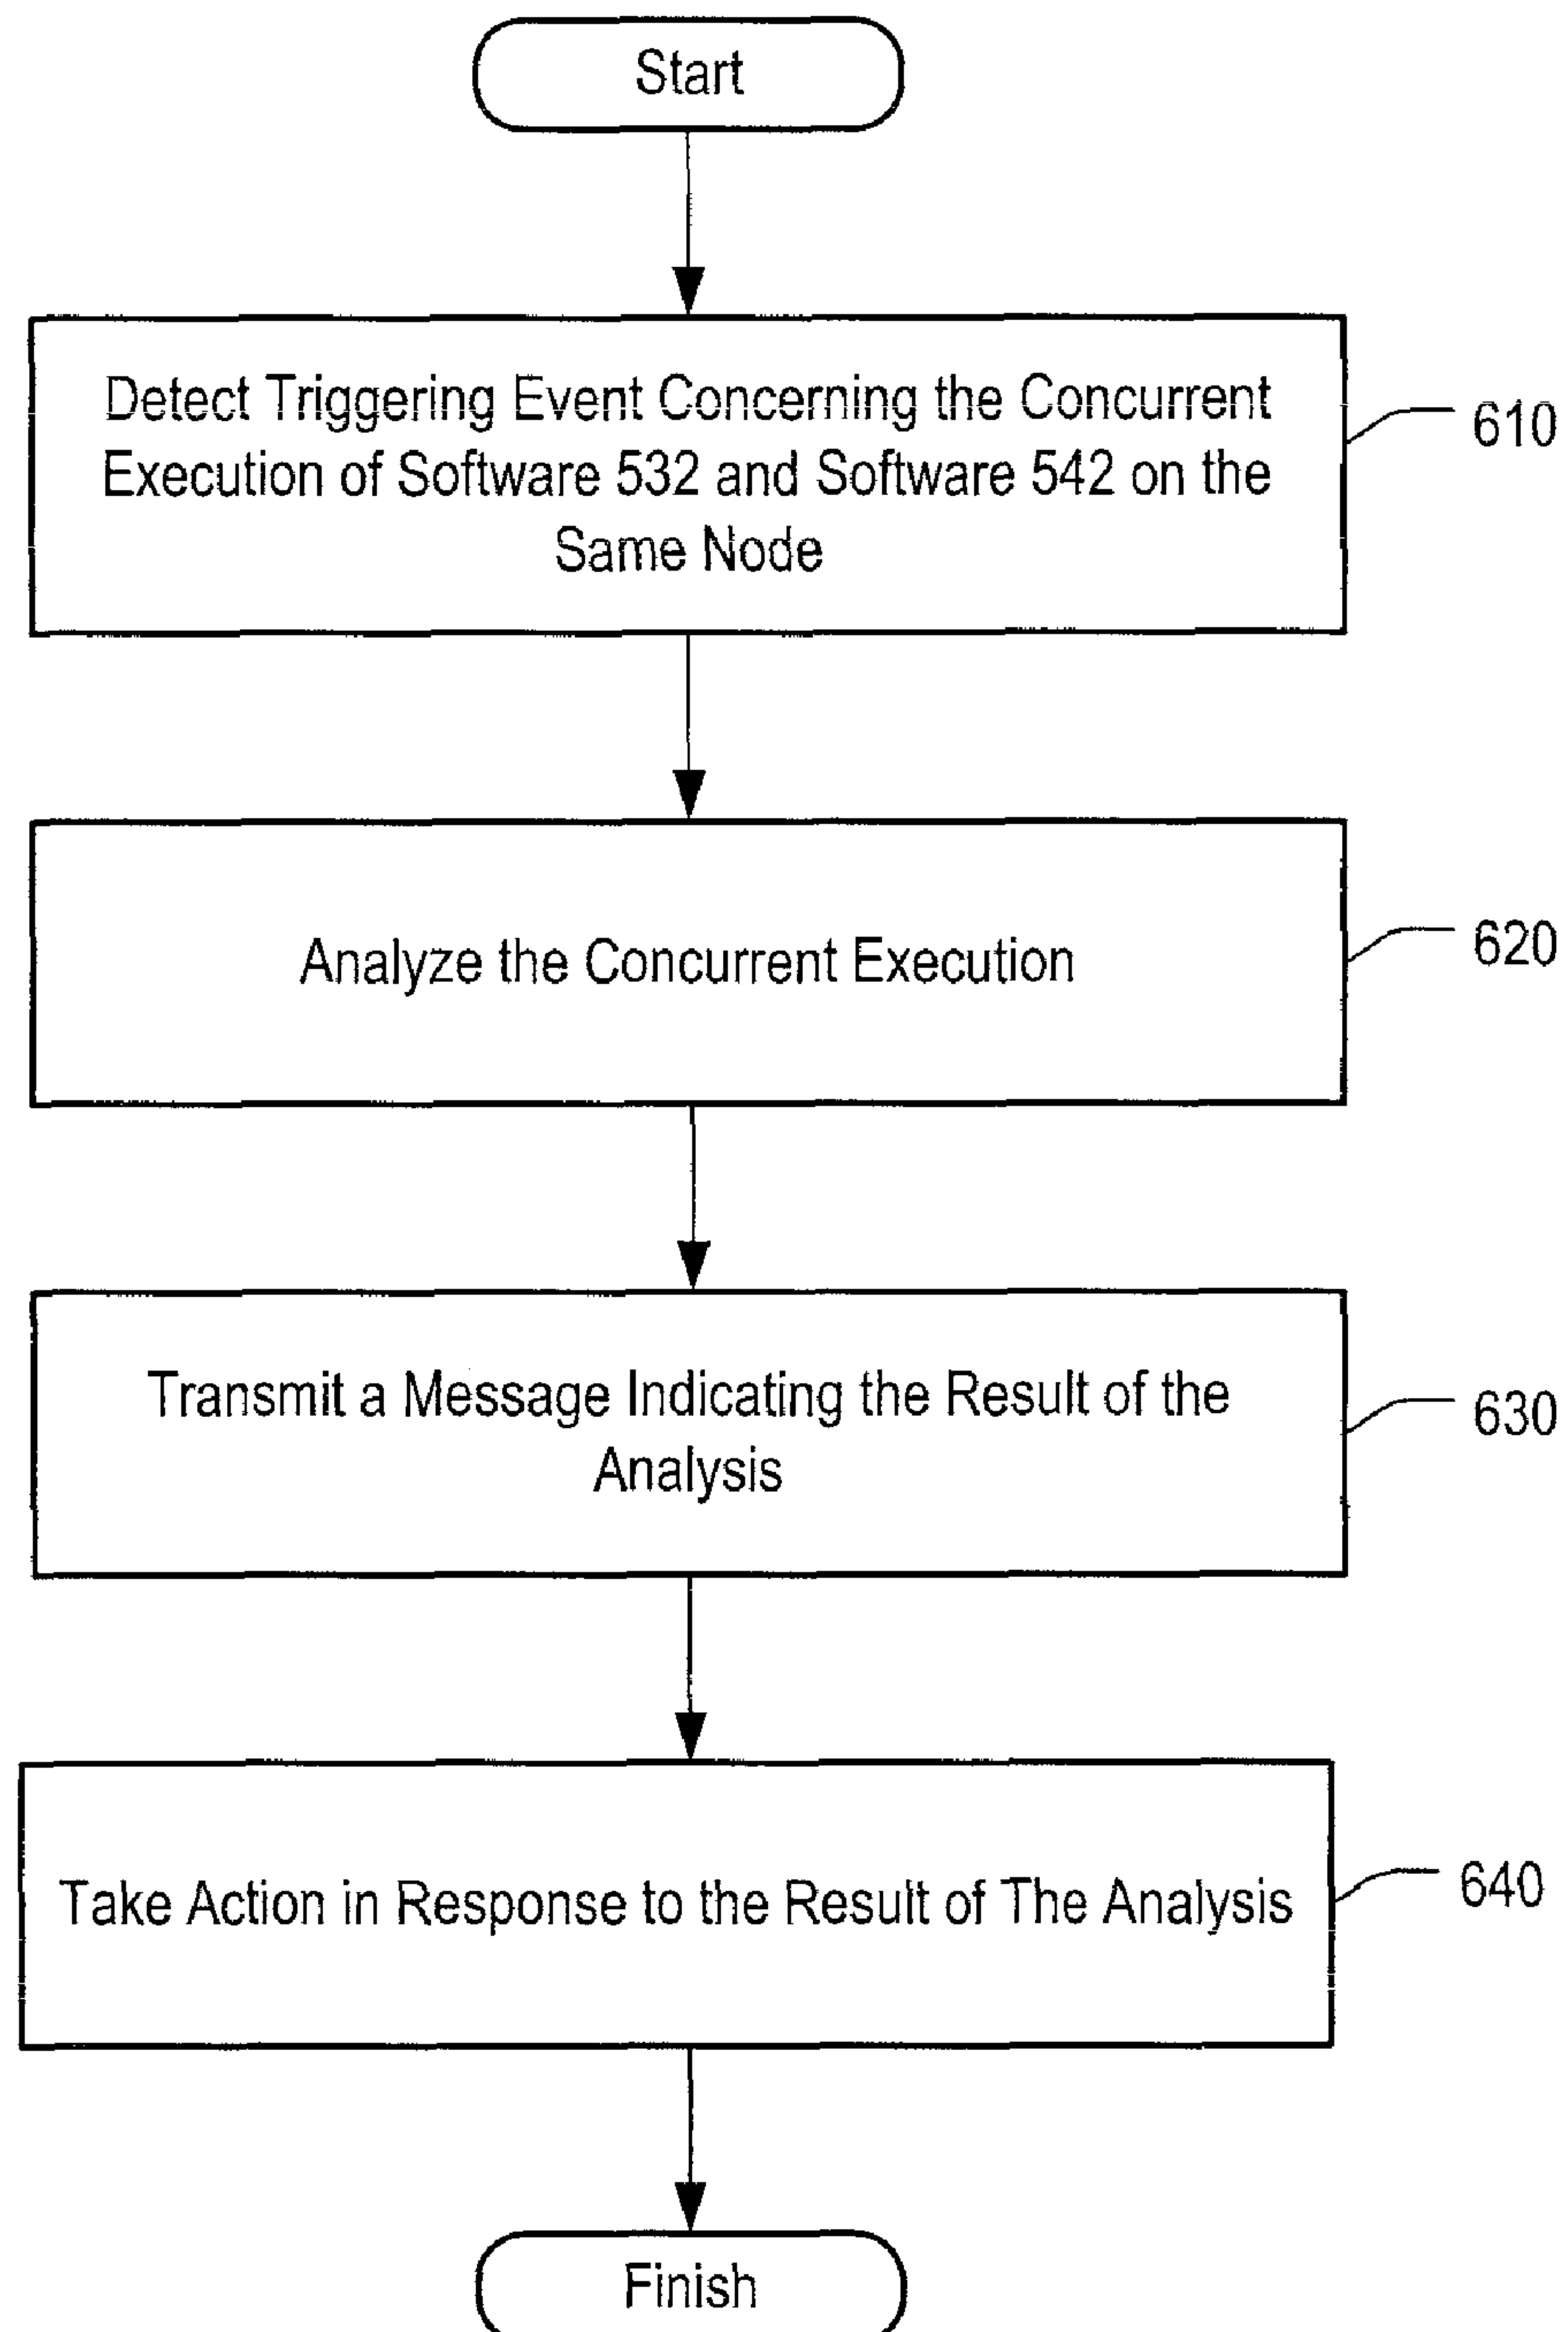 Start
Detect Triggering Event Concerning the Concurrent
Execution of Software 532 and Software 542 on the
Same Node
610
Analyze the Concurrent Execution
620
Transmit a Message Indicating the Result of the
Analysis
630
Take Action in Response to the Result of The Analysis
640
Finish